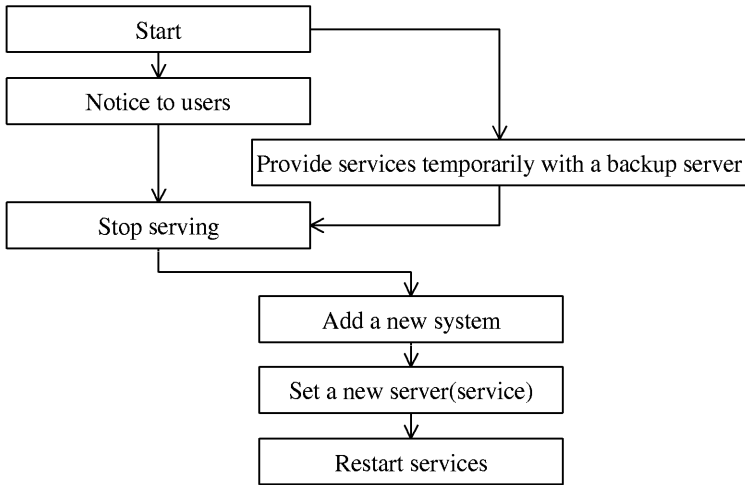 Start
Notice to users
Provide services temporarily with a backup server
Stop serving
Add a new system
Set a new server(service)
Restart services